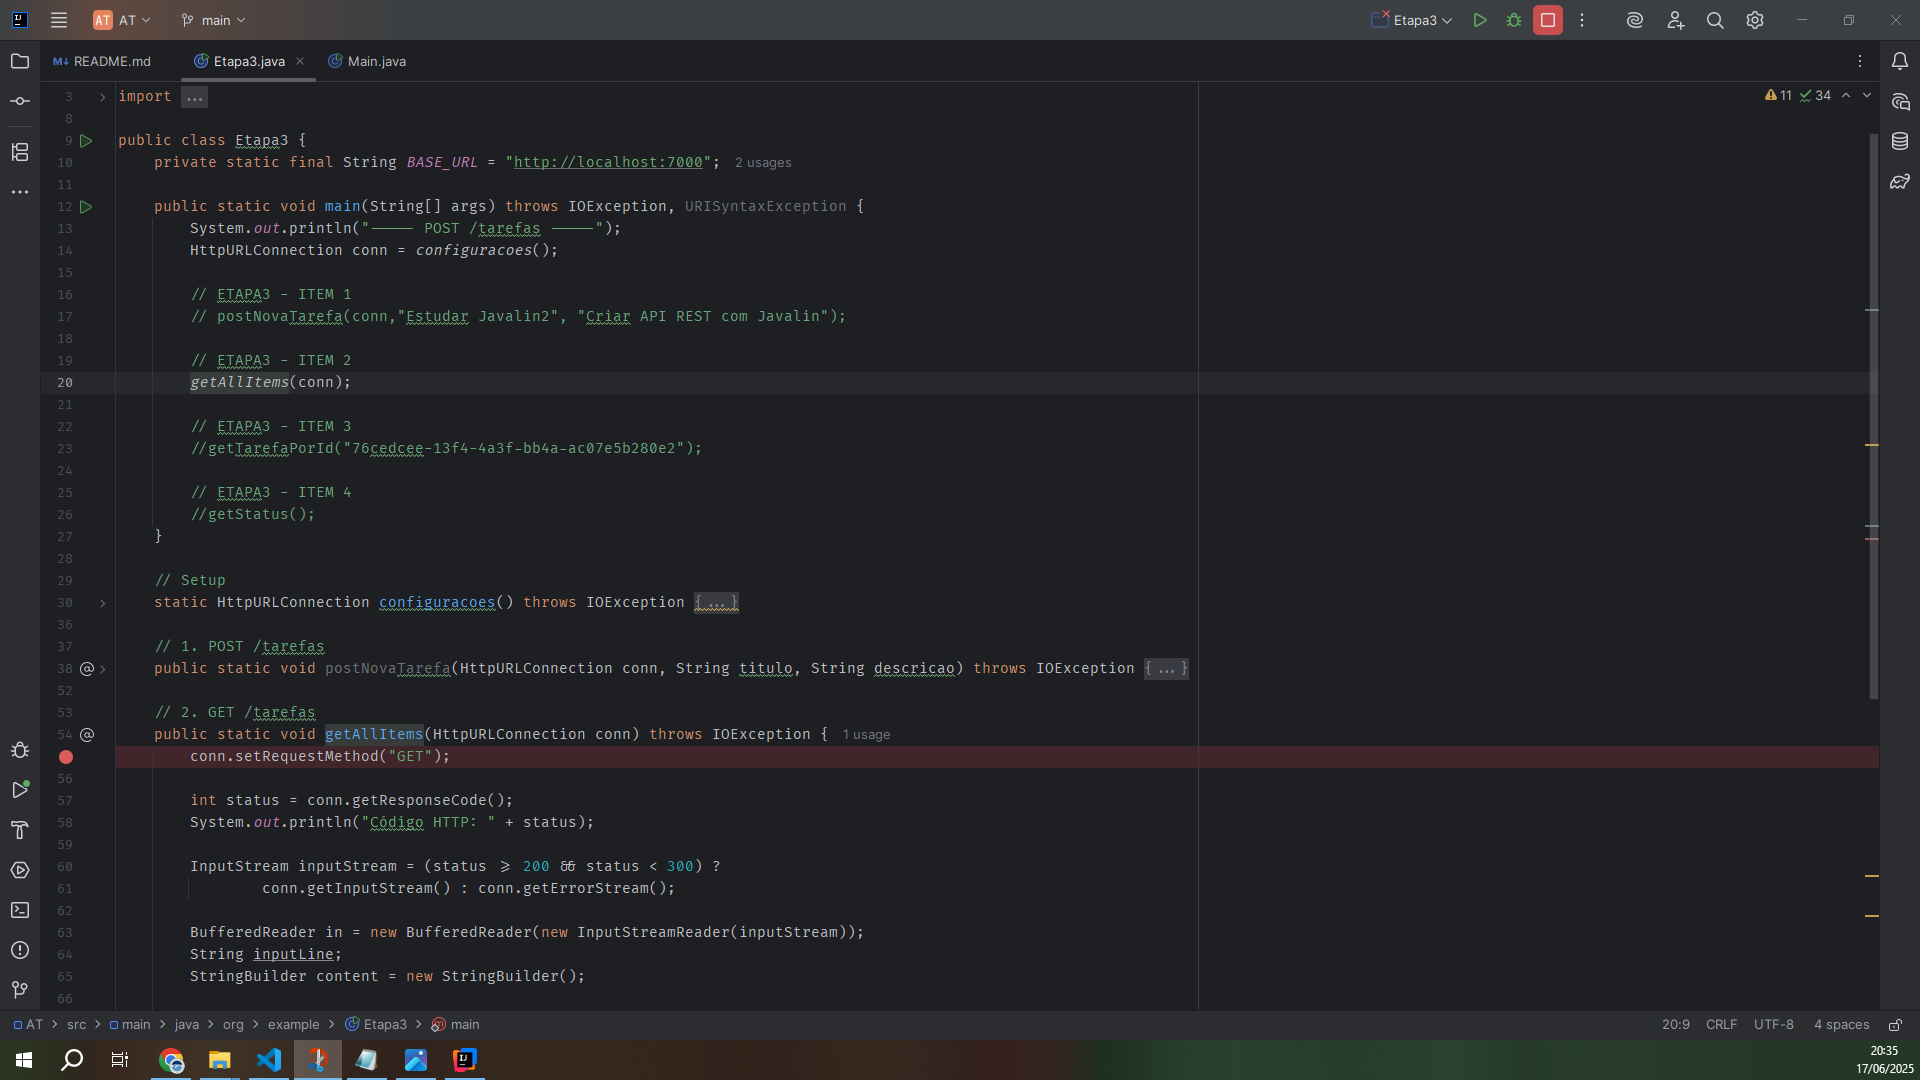 AT AT main Etapa3
README.md Etapa3.java Main.java
3 import ... 11 34
8
9 public class Etapa3 {
10 private static final String BASE_URL = "http://localhost:7000"; 2 usages
11
12 public static void main(String[] args) throws IOException, URISyntaxException {
13 System.out.println("----- POST /tarefas -----");
14 HttpURLConnection conn = configuracoes();
15
16 // ETAPA3 - ITEM 1
17 // postNovaTarefa(conn,"Estudar Javalin2", "Criar API REST com Javalin");
18
19 // ETAPA3 - ITEM 2
20 getAllItems(conn);
21
22 // ETAPA3 - ITEM 3
23 //getTarefaPorId("76cedcee-13f4-4a3f-bb4a-ac07e5b280e2");
24
25 // ETAPA3 - ITEM 4
26 //getStatus();
27 }
28
29 // Setup
30 static HttpURLConnection configuracoes() throws IOException {...}
36
37 // 1. POST /tarefas
38 public static void postNovaTarefa(HttpURLConnection conn, String titulo, String descricao) throws IOException {...}
52
53 // 2. GET /tarefas
54 public static void getAllItems(HttpURLConnection conn) throws IOException { 1 usage
conn.setRequestMethod("GET");
56
57 int status = conn.getResponseCode();
58 System.out.println("Código HTTP: " + status);
59
60 InputStream inputStream = (status >= 200 && status < 300) ?
61 conn.getInputStream() : conn.getErrorStream();
62
63 BufferedReader in = new BufferedReader(new InputStreamReader(inputStream));
64 String inputLine;
65 StringBuilder content = new StringBuilder();
66
AT > src > main > java > org > example > Etapa3 > main 20:9 CRLF UTF-8 4 spaces
20:35
17/06/2025